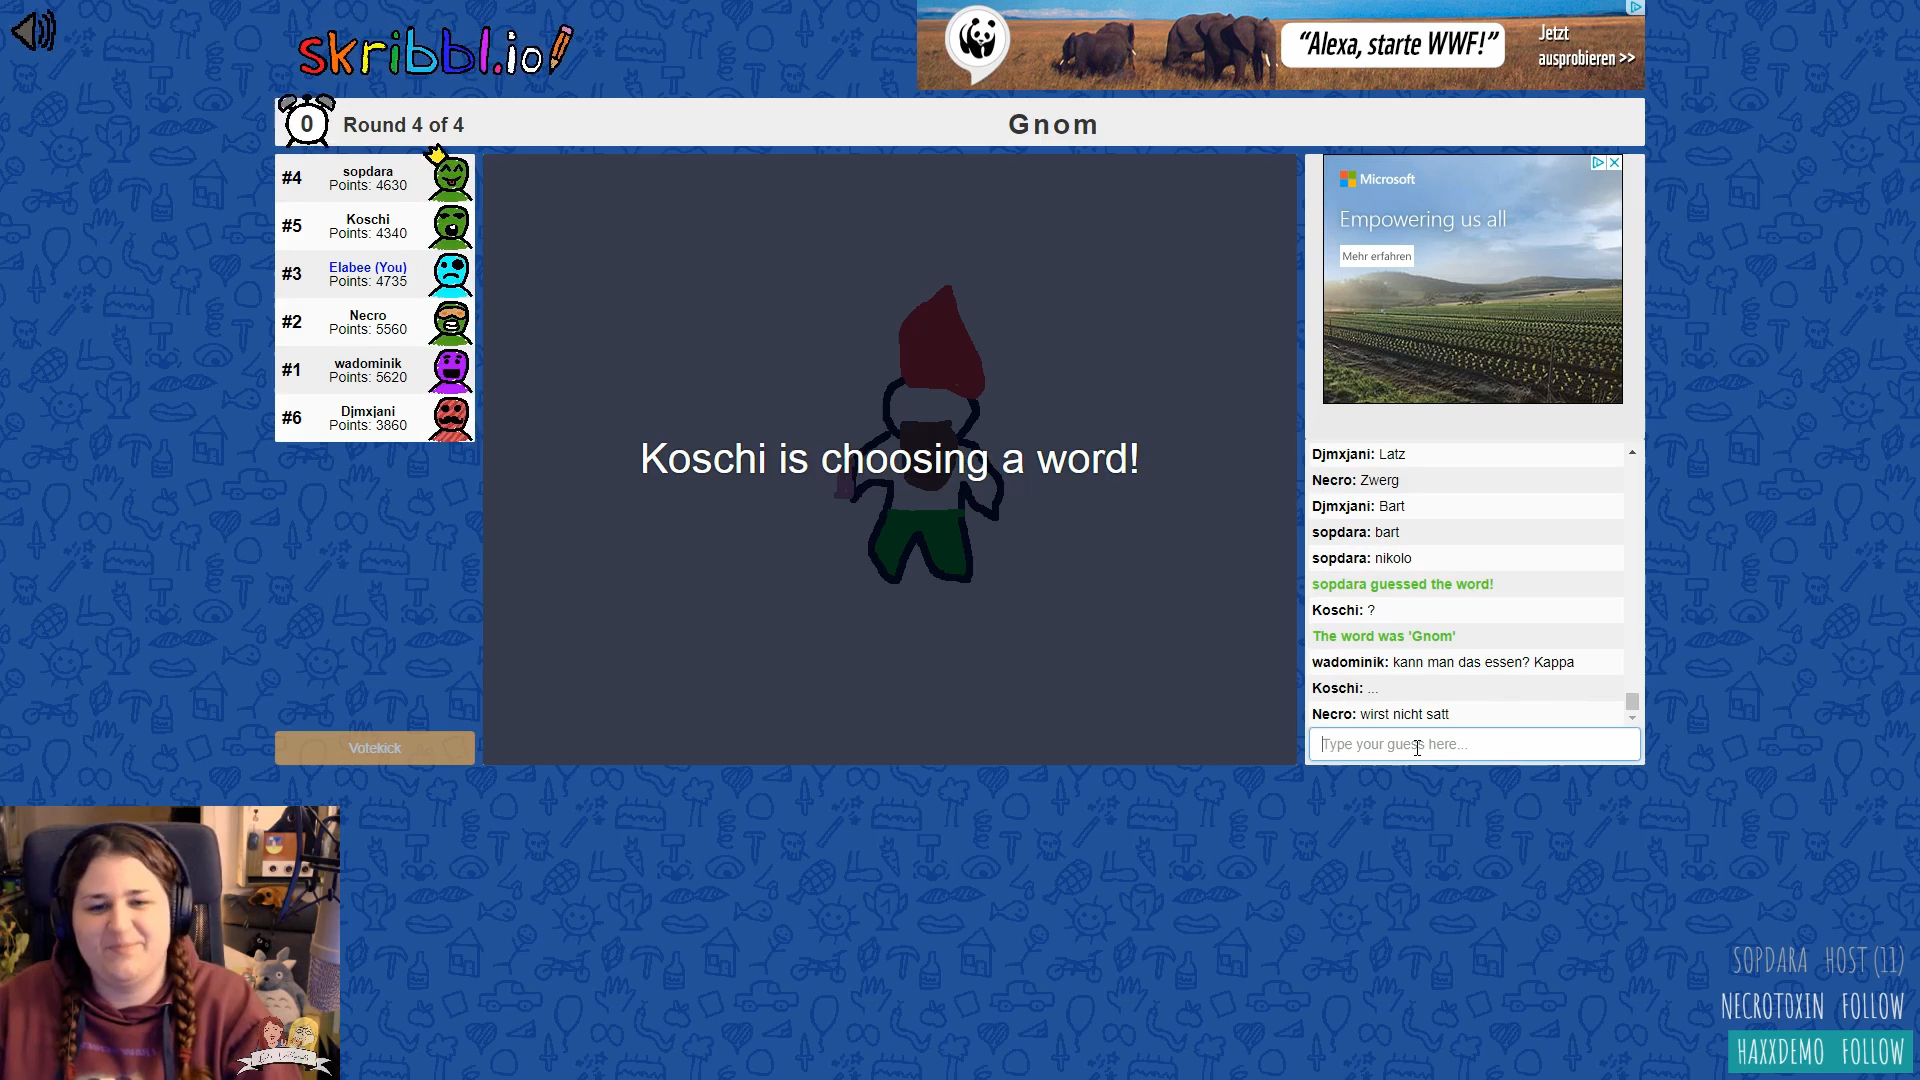 skribbl.io
"Alexa, starte WWF!"
Jetzt
ausprobieren >>
0
Round 4 of 4
Gnom
#4
sopdara
Points: 4630
#5
Koschi
Points: 4340
#3
Elabee (You)
Points: 4735
#2
Necro
Points: 5560
#1
wadominik
Points: 5620
#6
Djmxjani
Points: 3860
Votekick
Koschi is choosing a word!
Microsoft
Empowering us all
Mehr erfahren
Djmxjani: Latz
Necro: Zwerg
Djmxjani: Bart
sopdara: bart
sopdara: nikolo
sopdara guessed the word!
Koschi: ?
The word was 'Gnom'
wadominik: kann man das essen? Kappa
Koschi: ...
Necro: wirst nicht satt
Type your guess here...
SOPDARA HOST (11)
NECROTOXIN FOLLOW
HAXXDEMO FOLLOW